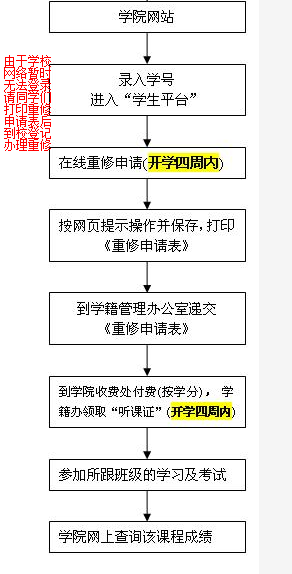 学院网站
由于学校
网络暂时
无法登录
请同学们
打印重修
申请表后
到校登记
办理重修
录入学号
进入“学生平台”
在线重修申请(开学四周内)
按网页提示操作并保存，打印
《重修申请表》
到学籍管理办公室递交
《重修申请表》
到学院收费处付费(按学分)， 学
籍办领取“听课证”(开学四周内)
参加所跟班级的学习及考试
学院网上查询该课程成绩